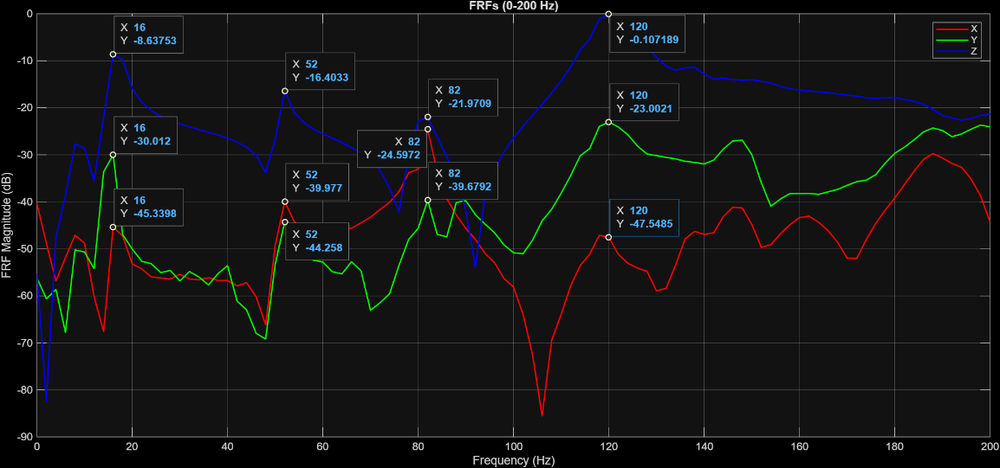 FRFs (0-200 Hz)
FRF Magnitude (dB)
0
-10
-20
-30
-40
-50
-60
-70
-80
-90
X 16
Y -8.63753
X 52
Y -16.4033
X 82
Y -21.9709
X 120
Y -0.107189
X
Y
Z
X 120
Y -23.0021
X 16
Y -30.012
X 82
Y -24.5972
X 52
Y -39.977
X 82
Y -39.6792
X 16
Y -45.3398
X 52
Y -44.258
X 120
Y -47.5485
0
20
40
60
80
100
120
140
160
180
200
Frequency (Hz)